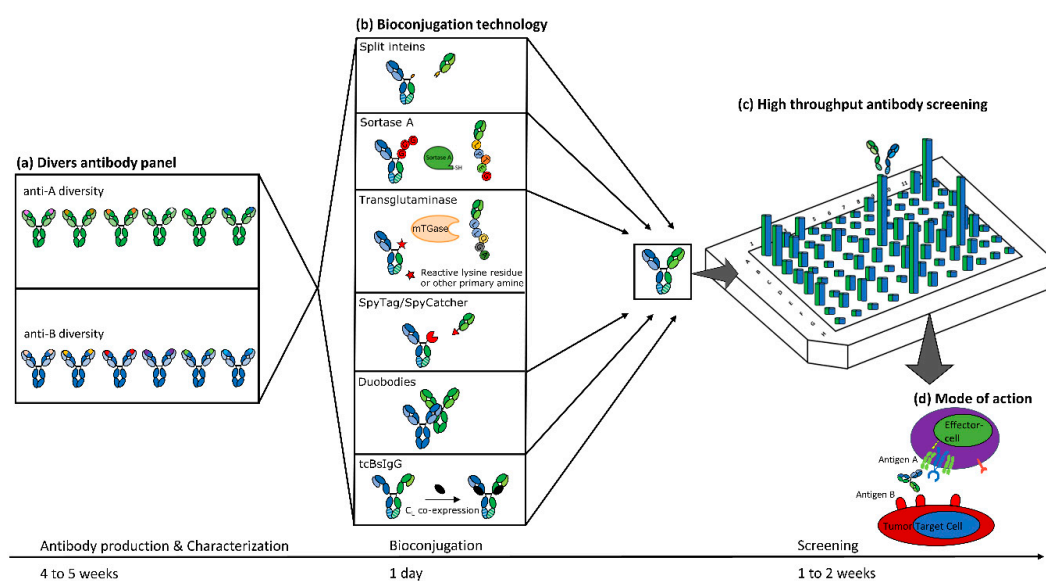 (b) Bioconjugation technology
Split inteins
(c) High throughput antibody screening
Sortase A
Sortase A
SH
(a) Divers antibody panel
anti-A diversity
Transglutaminase
mTGase
Reactive lysine residue
or other primary amine
SpyTag/SpyCatcher
anti-B diversity
Duobodies
(d) Mode of action
Effector-
cell
Antigen A
Antigen B
tcBsIgG
CL co-expression
Tumor Target Cell
Antibody production & Characterization
Bioconjugation
Screening
4 to 5 weeks
1 day
1 to 2 weeks